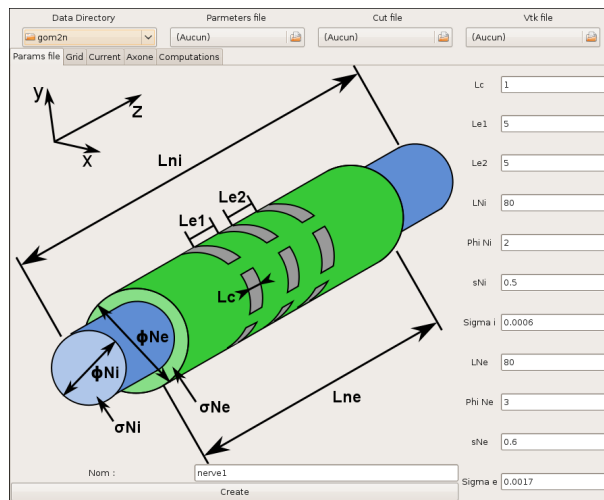 Data Directory Parmeters file Cut file Vtk file
gom2n (Aucun) (Aucun) (Aucun)
Params file Grid Current Axone Computations
y
z
x
Lni
Le2
Le1
Lc
ϕNe
ϕNi
σNe
σNi
Lne
Lc 1
Le1 5
Le2 5
LNi 80
Phi Ni 2
sNi 0.5
Sigma i 0.0006
LNe 80
Phi Ne 3
sNe 0.6
Sigma e 0.0017
Nom : nerve1
Create